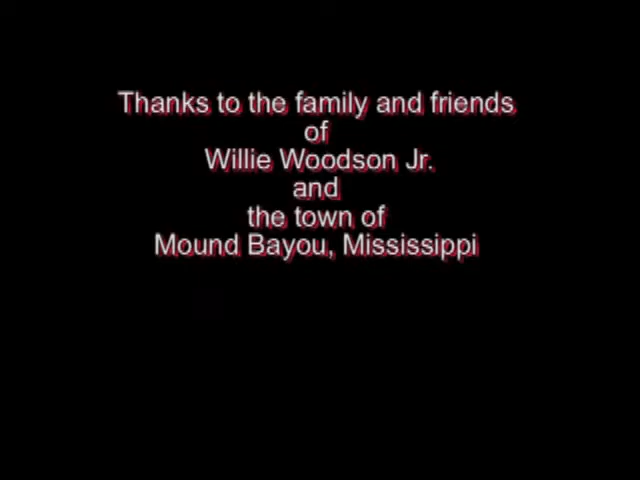 Thanks to the family and friends
of
Willie Woodson Jr.
and
the town of
Mound Bayou, Mississippi